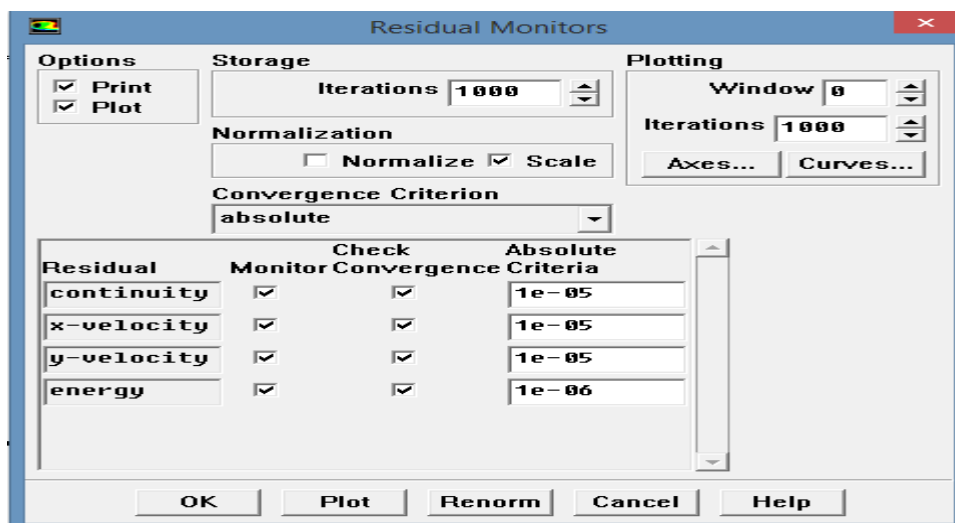 Residual Monitors
Options
Print
Plot
Storage
Iterations 1000
Normalization
Normalize Scale
Convergence Criterion
absolute
Plotting
Window 0
Iterations 1000
Axes... Curves...
Residual Monitor Check Convergence Absolute Criteria
continuity 1e-05
x-velocity 1e-05
y-velocity 1e-05
energy 1e-06
OK Plot Renorm Cancel Help